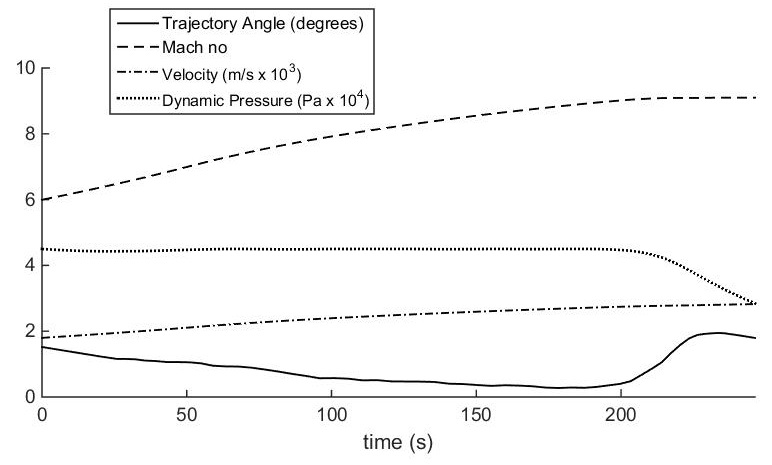 Trajectory Angle (degrees)
Mach no
Velocity (m/s x 10³)
Dynamic Pressure (Pa x 10⁴)
10
8
6
4
2
0
0 50 100 150 200
time (s)